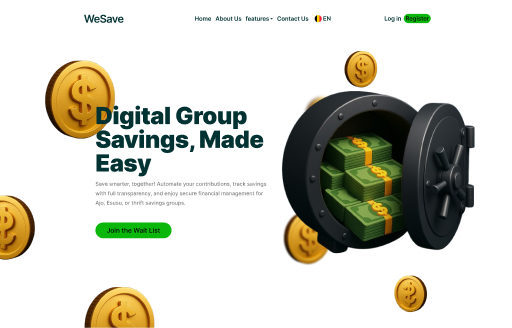 WeSave
Home About Us features Contact Us EN
Log in Register
Digital Group
Savings, Made
Easy
Save smarter, together! Automate your contributions, track savings
with full transparency, and enjoy secure financial management for
Ajo, Esusu, or thrift savings groups.
Join the Wait List